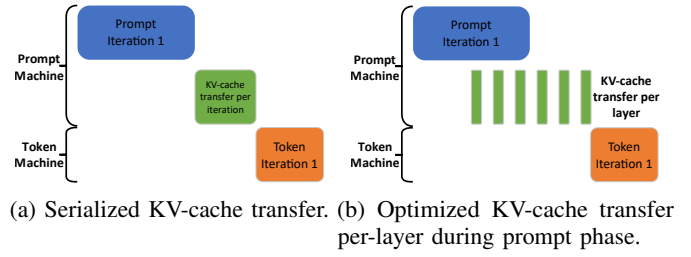 Prompt
Iteration 1
Prompt
Machine
KV-cache
transfer per
iteration
Token
Machine
Token
Iteration 1
(a) Serialized KV-cache transfer.
Prompt
Iteration 1
Prompt
Machine
KV-cache
transfer per
layer
Token
Machine
Token
Iteration 1
(b) Optimized KV-cache transfer
per-layer during prompt phase.